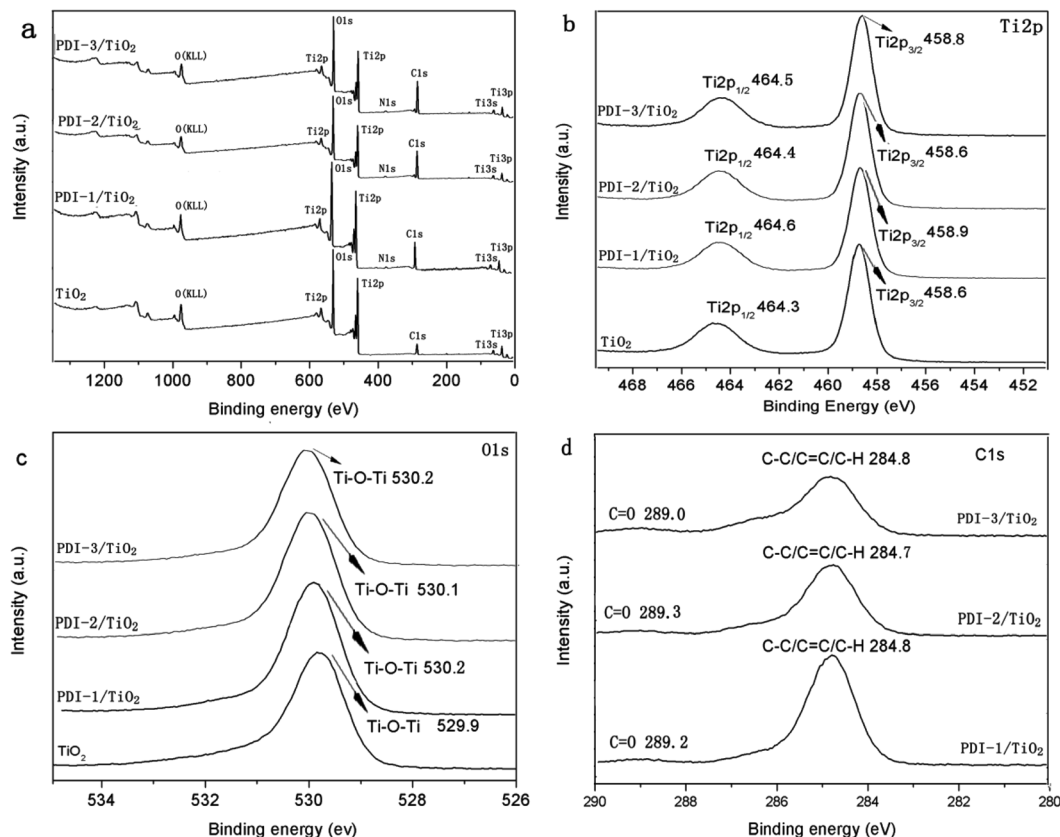 a
PDI-3/TiO₂
O(KLL)
Ti2p
O1s
Ti2p
N1s
C1s
Ti3s
Ti3p
PDI-2/TiO₂
O(KLL)
Ti2p
O1s
Ti2p
N1s
C1s
Ti3s
Ti3p
PDI-1/TiO₂
O(KLL)
Ti2p
O1s
Ti2p
N1s
C1s
Ti3s
Ti3p
TiO₂
O(KLL)
Ti2p
O1s
Ti2p
C1s
Ti3s
Ti3p
Intensity (a.u.)
1200 1000 800 600 400 200 0
Binding energy (eV)
b
Ti2p
Ti2p3/2 458.8
Ti2p1/2 464.5
PDI-3/TiO₂
Ti2p3/2 458.6
Ti2p1/2 464.4
PDI-2/TiO₂
Ti2p3/2 458.9
Ti2p1/2 464.6
PDI-1/TiO₂
Ti2p3/2 458.6
Ti2p1/2 464.3
TiO₂
Intensity (a.u.)
468 466 464 462 460 458 456 454 452
Binding Energy (eV)
c
O1s
Ti-O-Ti 530.2
PDI-3/TiO₂
Ti-O-Ti 530.1
PDI-2/TiO₂
Ti-O-Ti 530.2
PDI-1/TiO₂
Ti-O-Ti 529.9
TiO₂
Intensity (a.u.)
534 532 530 528 526
Binding energy (ev)
d
C1s
C-C/C=C/C-H 284.8
C=O 289.0
PDI-3/TiO₂
C-C/C=C/C-H 284.7
C=O 289.3
PDI-2/TiO₂
C-C/C=C/C-H 284.8
C=O 289.2
PDI-1/TiO₂
Intensity (a.u.)
290 288 286 284 282 280
Binding energy (eV)